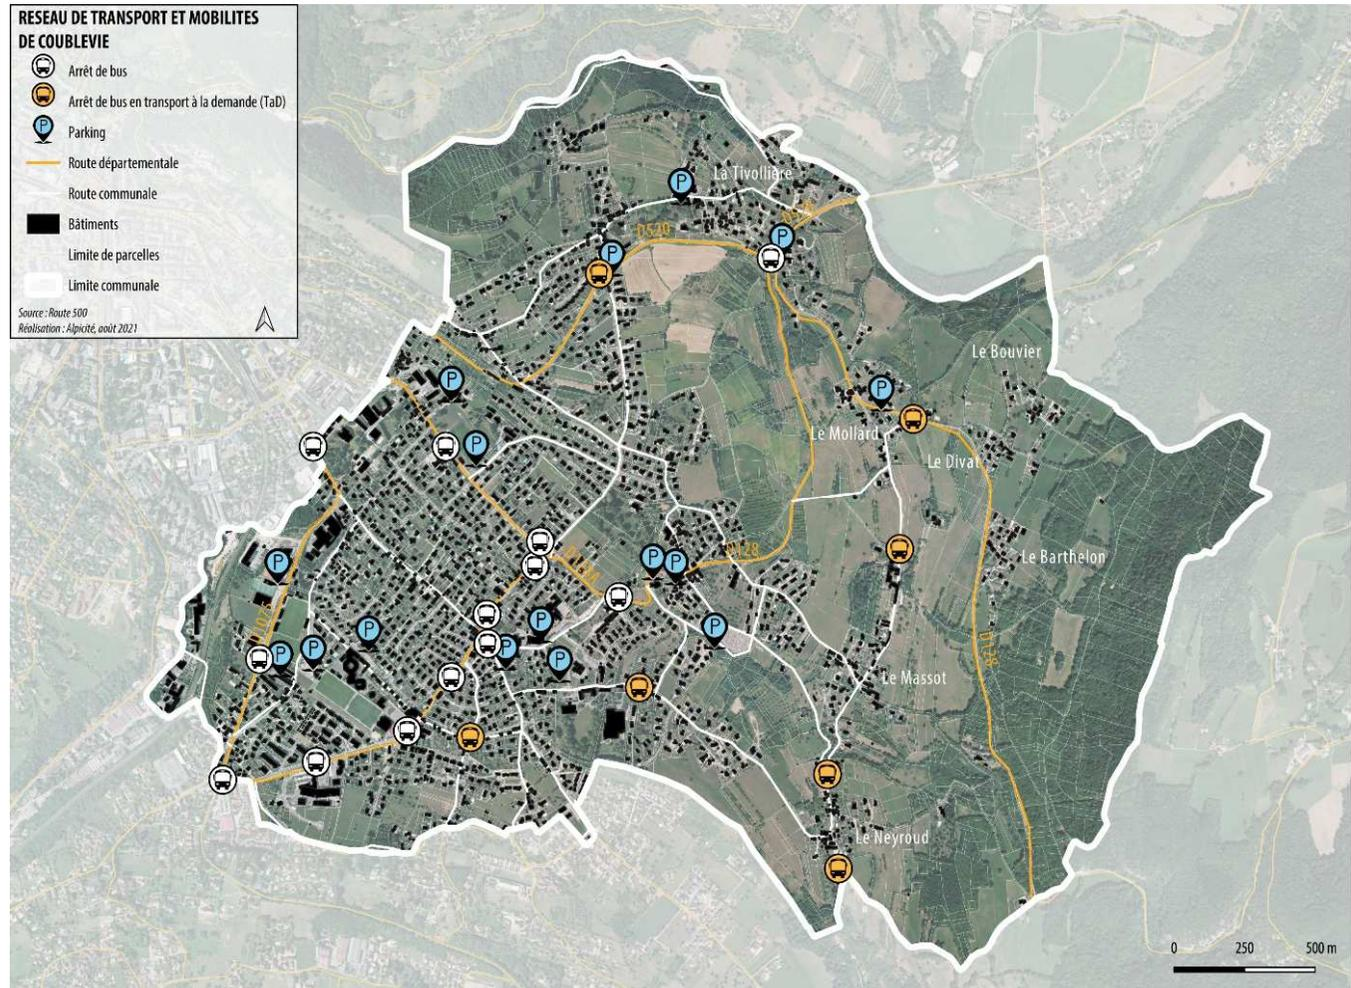 RESEAU DE TRANSPORT ET MOBILITES
DE COUBLEVIE
Arrêt de bus
Arrêt de bus en transport à la demande (TaD)
P
Parking
Route départementale
Route communale
Bâtiments
Limite de parcelles
Limite communale
Source : Route 500
Réalisation : Alpicité, août 2021
P
La Tivollière
D520
P
P
Le Bouvier
P
P
Le Mollard
P
Le Divat
P
P
P
D128
Le Barthelon
D1075
P
P
P
P
P
P
P
D128
Le Massot
Le Neyroud
0 250 500 m